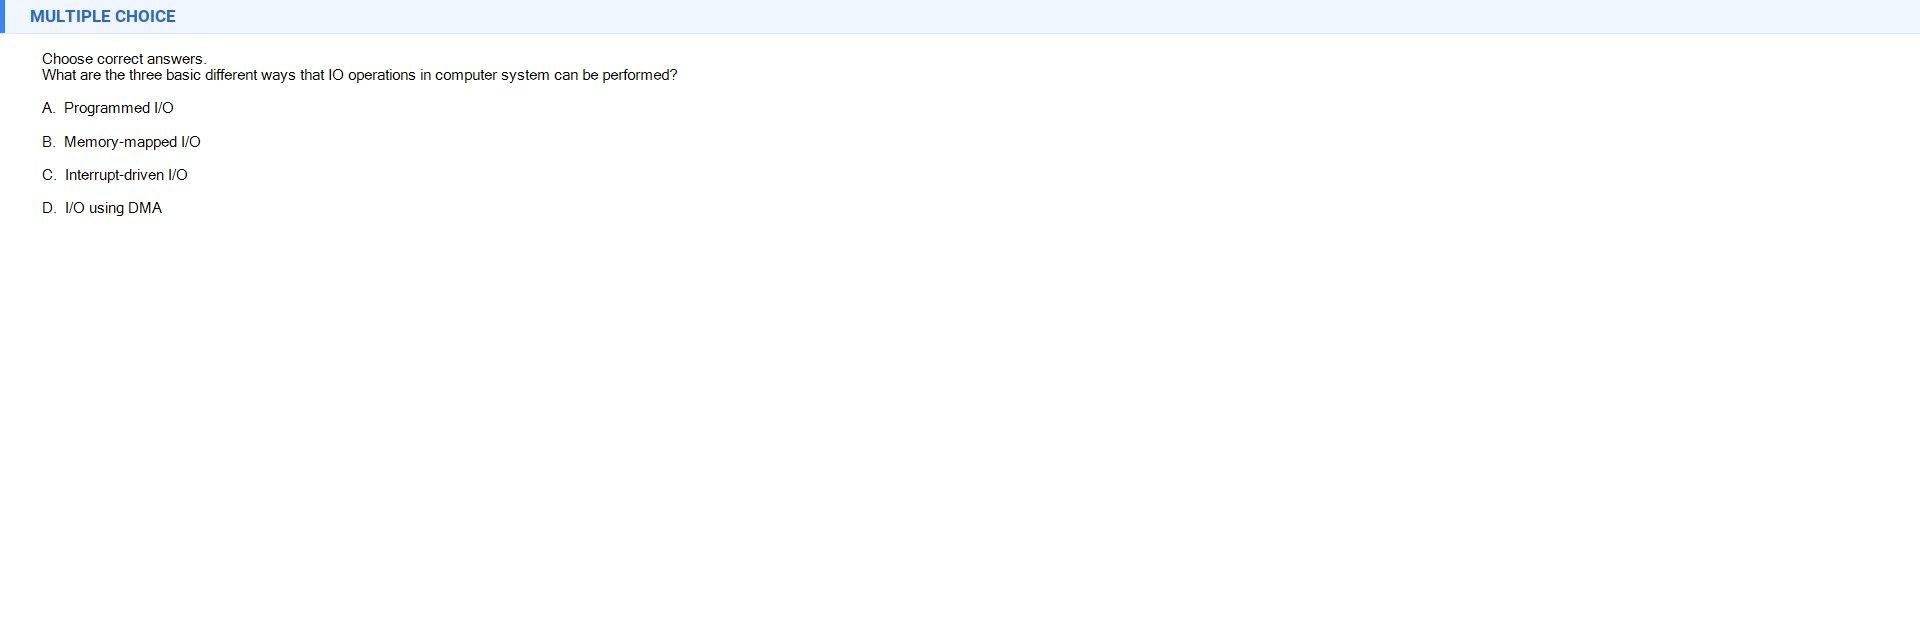 MULTIPLE CHOICE
Choose correct answers.
What are the three basic different ways that IO operations in computer system can be performed?
A. Programmed I/O
B. Memory-mapped I/O
C. Interrupt-driven I/O
D. I/O using DMA